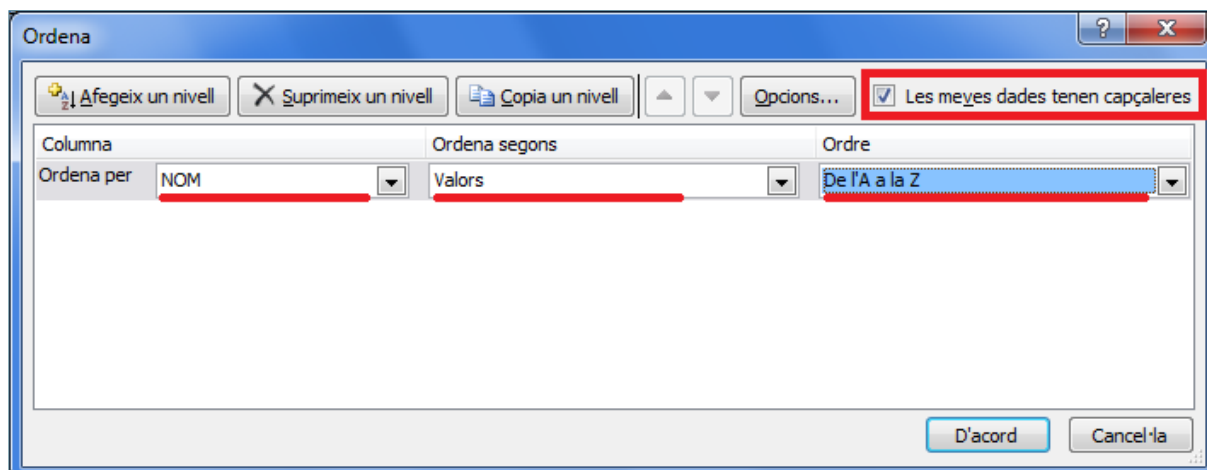 Ordena
Afegeix un nivell Suprimeix un nivell Copia un nivell Opcions... Les meves dades tenen capçaleres
Columna Ordena segons Ordre
Ordena per NOM Valors De l'A a la Z
D'acord Cancel·la